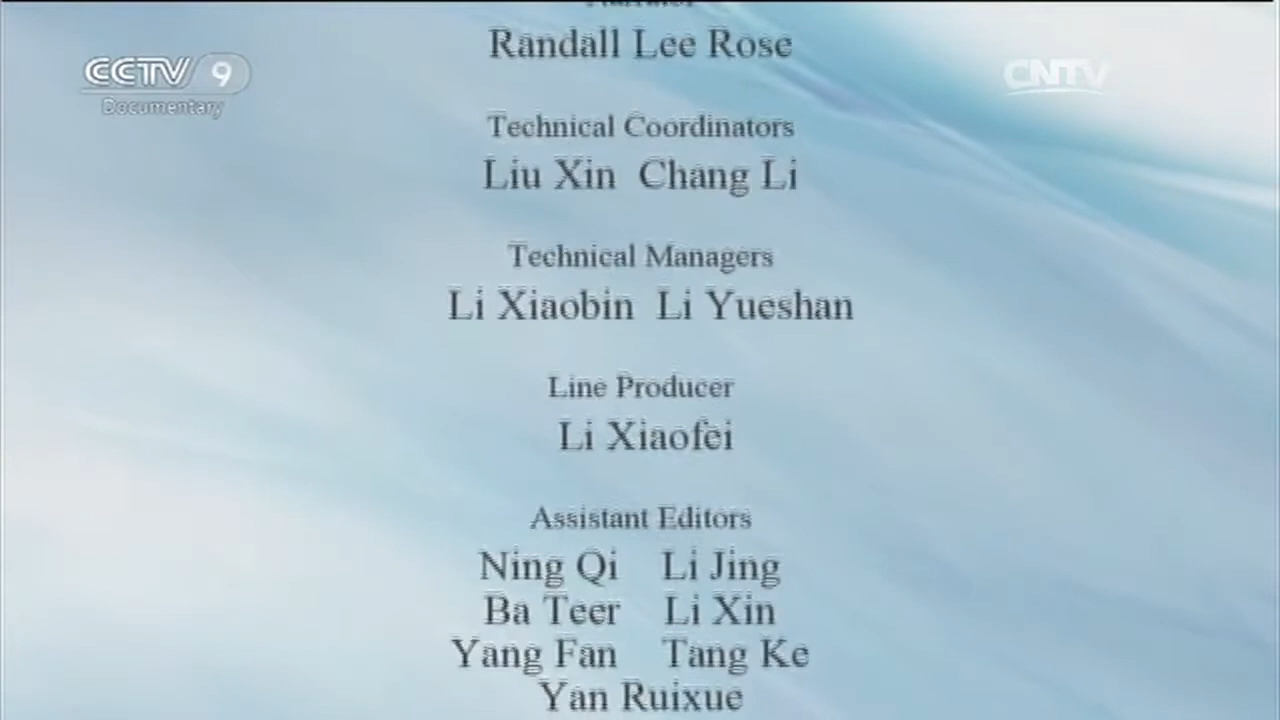 Randall Lee Rose
CCTV 9
Documentary
CNTV
Technical Coordinators
Liu Xin Chang Li
Technical Managers
Li Xiaobin Li Yueshan
Line Producer
Li Xiaofei
Assistant Editors
Ning Qi Li Jing
Ba Teer Li Xin
Yang Fan Tang Ke
Yan Ruixue